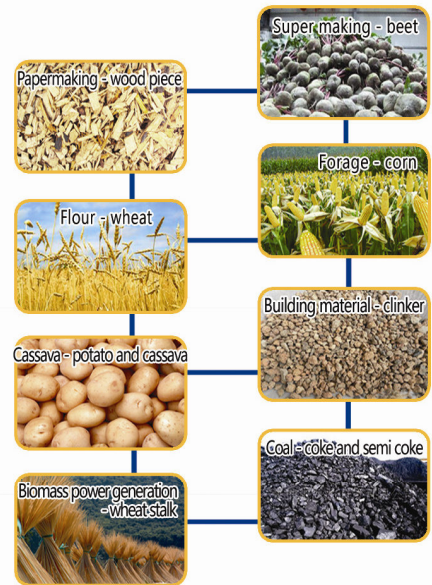 Super making - beet
Papermaking - wood piece
Forage - corn
Flour - wheat
Building material - clinker
Cassava - potato and cassava
Coal - coke and semi coke
Biomass power generation
- wheat stalk